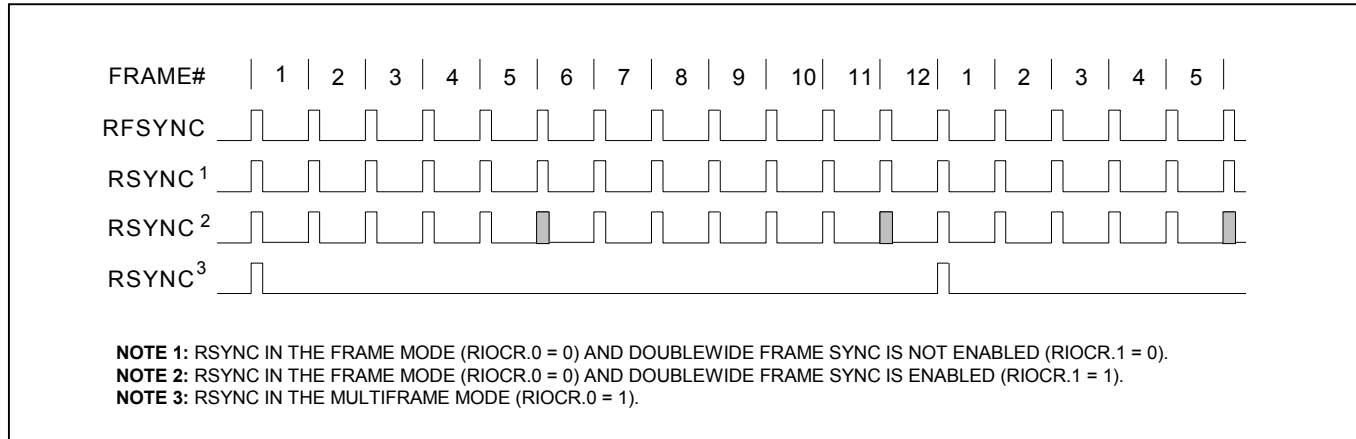 FRAME# | 1 | 2 | 3 | 4 | 5 | 6 | 7 | 8 | 9 | 10 | 11 | 12 | 1 | 2 | 3 | 4 | 5 |
RFSYNC
RSYNC 1
RSYNC 2
RSYNC 3
NOTE 1: RSYNC IN THE FRAME MODE (RIOCR.0 = 0) AND DOUBLEWIDE FRAME SYNC IS NOT ENABLED (RIOCR.1 = 0).
NOTE 2: RSYNC IN THE FRAME MODE (RIOCR.0 = 0) AND DOUBLEWIDE FRAME SYNC IS ENABLED (RIOCR.1 = 1).
NOTE 3: RSYNC IN THE MULTIFRAME MODE (RIOCR.0 = 1).